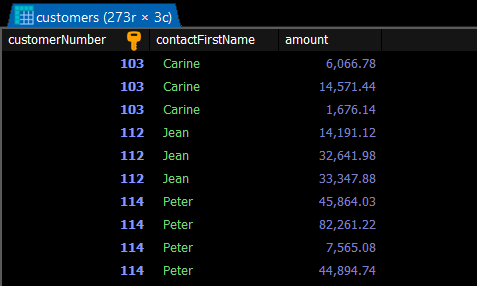 customers (273r × 3c)
customerNumber contactFirstName amount
103 Carine 6,066.78
103 Carine 14,571.44
103 Carine 1,676.14
112 Jean 14,191.12
112 Jean 32,641.98
112 Jean 33,347.88
114 Peter 45,864.03
114 Peter 82,261.22
114 Peter 7,565.08
114 Peter 44,894.74